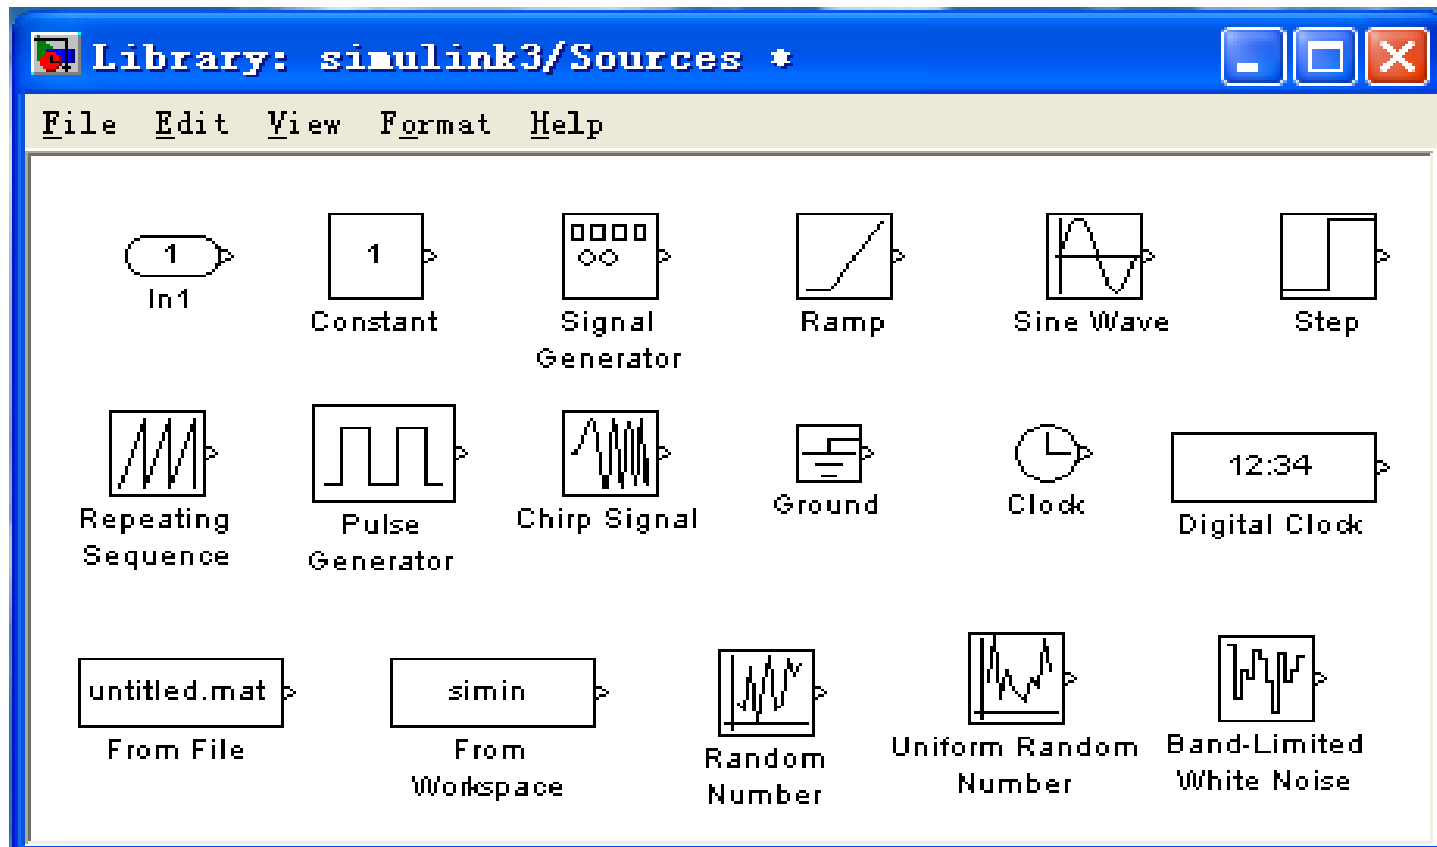 Library: simulink3/Sources *
File Edit View Format Help
1
In1
1
Constant
Signal
Generator
Ramp
Sine Wave
Step
Repeating
Sequence
Pulse
Generator
Chirp Signal
Ground
Clock
12:34
Digital Clock
untitled.mat
From File
simin
From
Workspace
Random
Number
Uniform Random
Number
Band-Limited
White Noise